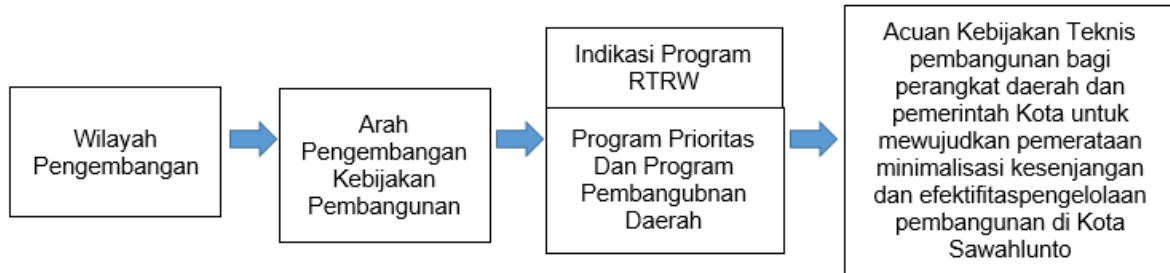 Wilayah
Pengembangan
Arah
Pengembangan
Kebijakan
Pembangunan
Indikasi Program
RTRW
Program Prioritas
Dan Program
Pembangubnan
Daerah
Acuan Kebijakan Teknis
pembangunan bagi
perangkat daerah dan
pemerintah Kota untuk
mewujudkan pemerataan
minimalisasi kesenjangan
dan efektifitaspengelolaan
pembangunan di Kota
Sawahlunto